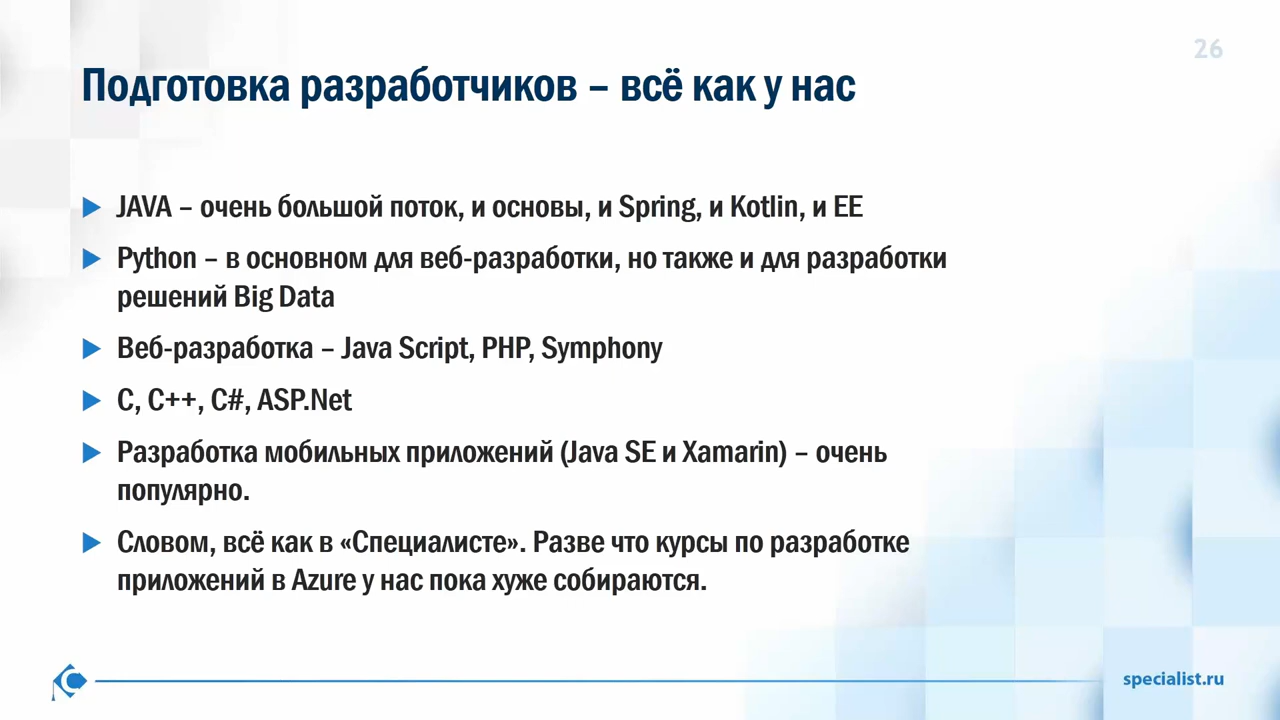 26
Подготовка разработчиков – всё как у нас
JAVA – очень большой поток, и основы, и Spring, и Kotlin, и EE
Python – в основном для веб-разработки, но также и для разработки
решений Big Data
Веб-разработка – Java Script, PHP, Symphony
C, C++, C#, ASP.Net
Разработка мобильных приложений (Java SE и Xamarin) – очень
популярно.
Словом, всё как в «Специалисте». Разве что курсы по разработке
приложений в Azure у нас пока хуже собираются.
specialist.ru